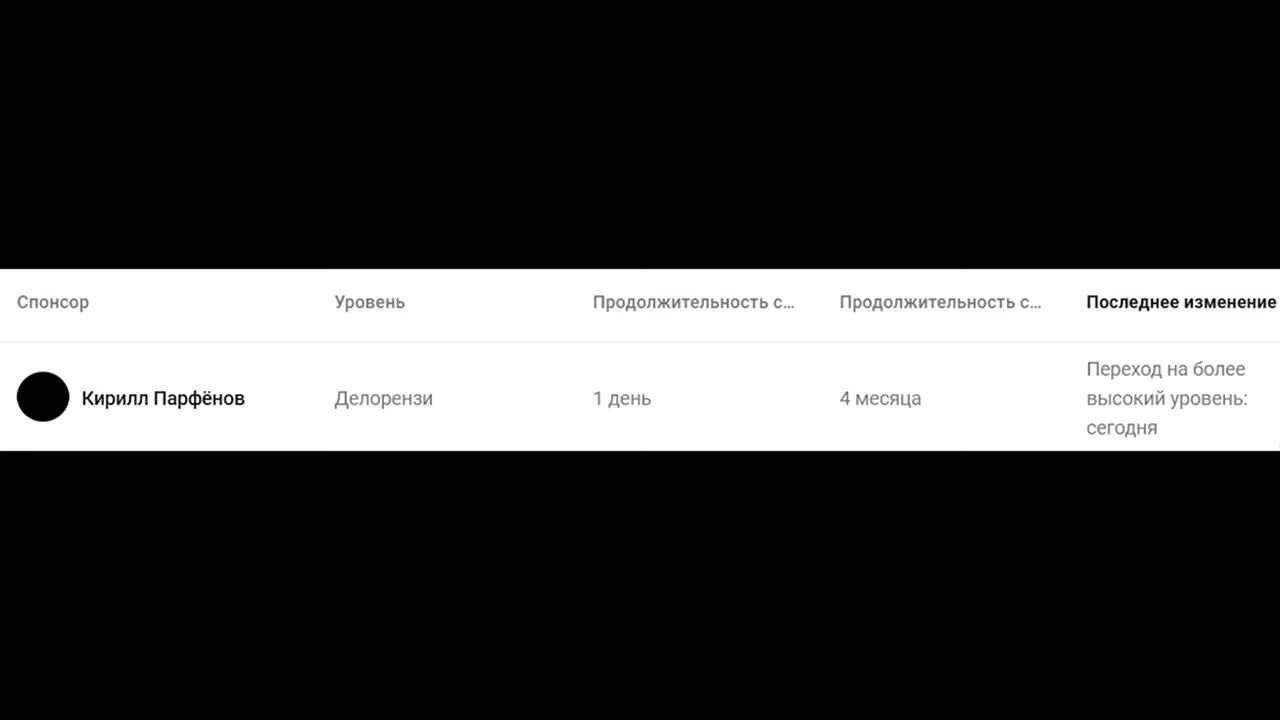 Спонсор Уровень Продолжительность с... Продолжительность с... Последнее изменение
Кирилл Парфёнов Делорензи 1 день 4 месяца Переход на более
высокий уровень:
сегодня